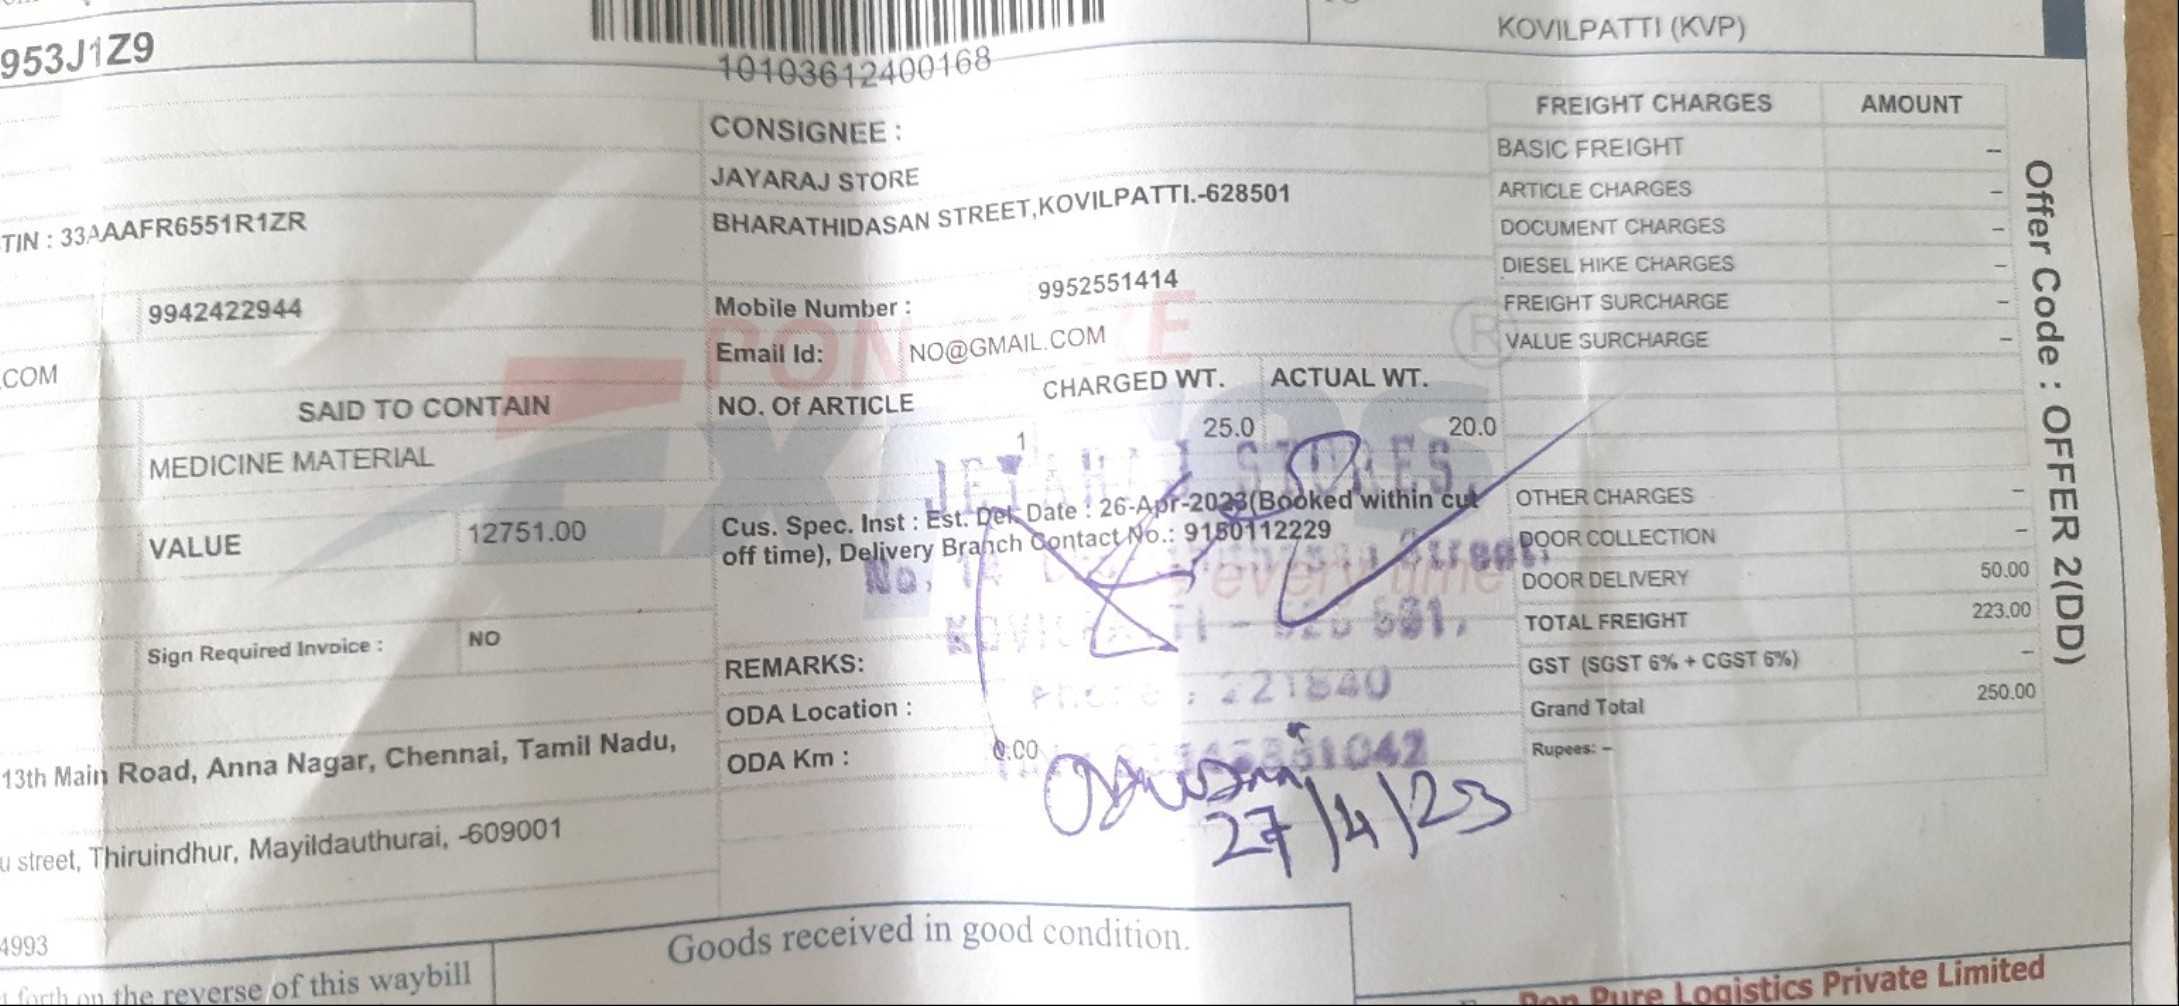 KOVILPATTI (KVP)
953J1Z9
10103612400168
CONSIGNEE :
JAYARAJ STORE
BHARATHIDASAN STREET,KOVILPATTI.-628501
TIN : 33AAAFR6551R1ZR
9942422944
Mobile Number : 9952551414
Email Id: NO@GMAIL.COM
.COM
SAID TO CONTAIN
NO. Of ARTICLE CHARGED WT. ACTUAL WT.
MEDICINE MATERIAL
1 25.0 20.0
VALUE 12751.00
Cus. Spec. Inst : Est. Del. Date : 26-Apr-2023(Booked within cut
off time), Delivery Branch Contact No.: 9150112229
Sign Required Invoice : NO
REMARKS:
ODA Location :
ODA Km : 0.00
STORES,
No, Street,
Phone : 221840
27/4/23
13th Main Road, Anna Nagar, Chennai, Tamil Nadu,
u street, Thiruindhur, Mayildauthurai, -609001
4993
FREIGHT CHARGES AMOUNT
BASIC FREIGHT –
ARTICLE CHARGES –
DOCUMENT CHARGES –
DIESEL HIKE CHARGES –
FREIGHT SURCHARGE –
VALUE SURCHARGE –
OTHER CHARGES –
DOOR COLLECTION –
DOOR DELIVERY 50.00
TOTAL FREIGHT 223.00
GST (SGST 6% + CGST 6%) –
Grand Total 250.00
Rupees: –
Offer Code : OFFER 2(DD)
Goods received in good condition.
forth on the reverse of this waybill
Pon Pure Logistics Private Limited